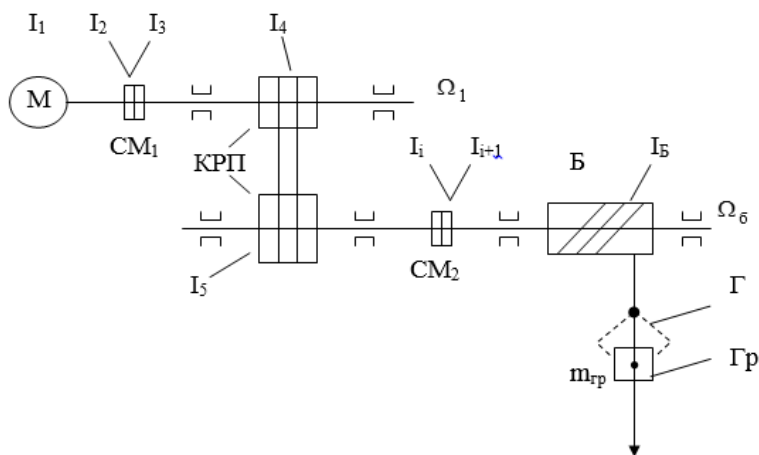 I₁ I₂ I₃ I₄
М Ω₁
СМ₁ Iᵢ Iᵢ₊₁ Б I_Б
КРП
Ω_б
СМ₂
I₅ Г
m_гр Гр